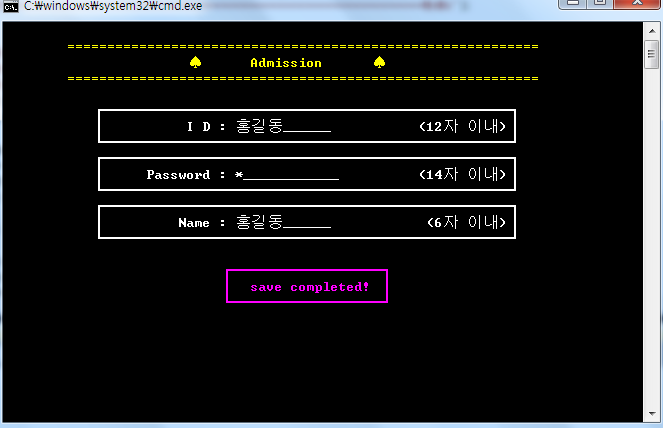 C:₩windows₩system32₩cmd.exe
==================================================================
♠ Admission ♠
==================================================================
I D : 홍길동______ (12자 이내)
Password : *____________ (14자 이내)
Name : 홍길동______ (6자 이내)
save completed!